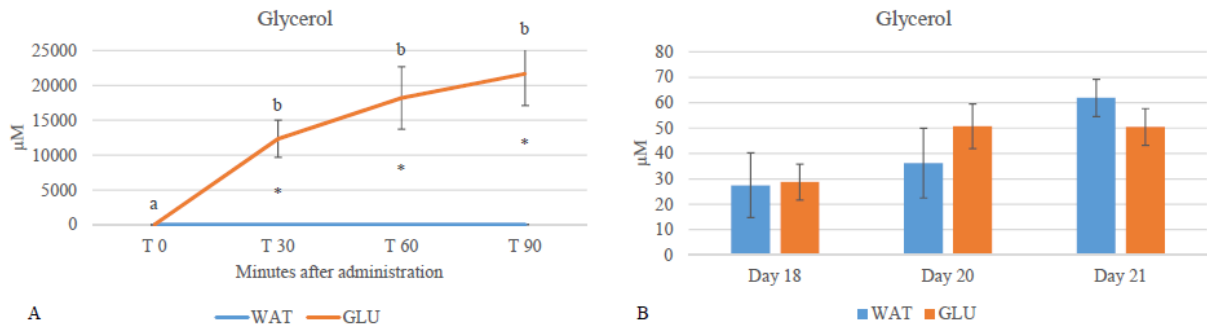 Glycerol
b
b
b
a
*
*
*
25000
20000
15000
10000
5000
0
µM
T 0 T 30 T 60 T 90
Minutes after administration
A
WAT GLU
Glycerol
80
70
60
50
40
30
20
10
0
µM
Day 18 Day 20 Day 21
B
WAT GLU